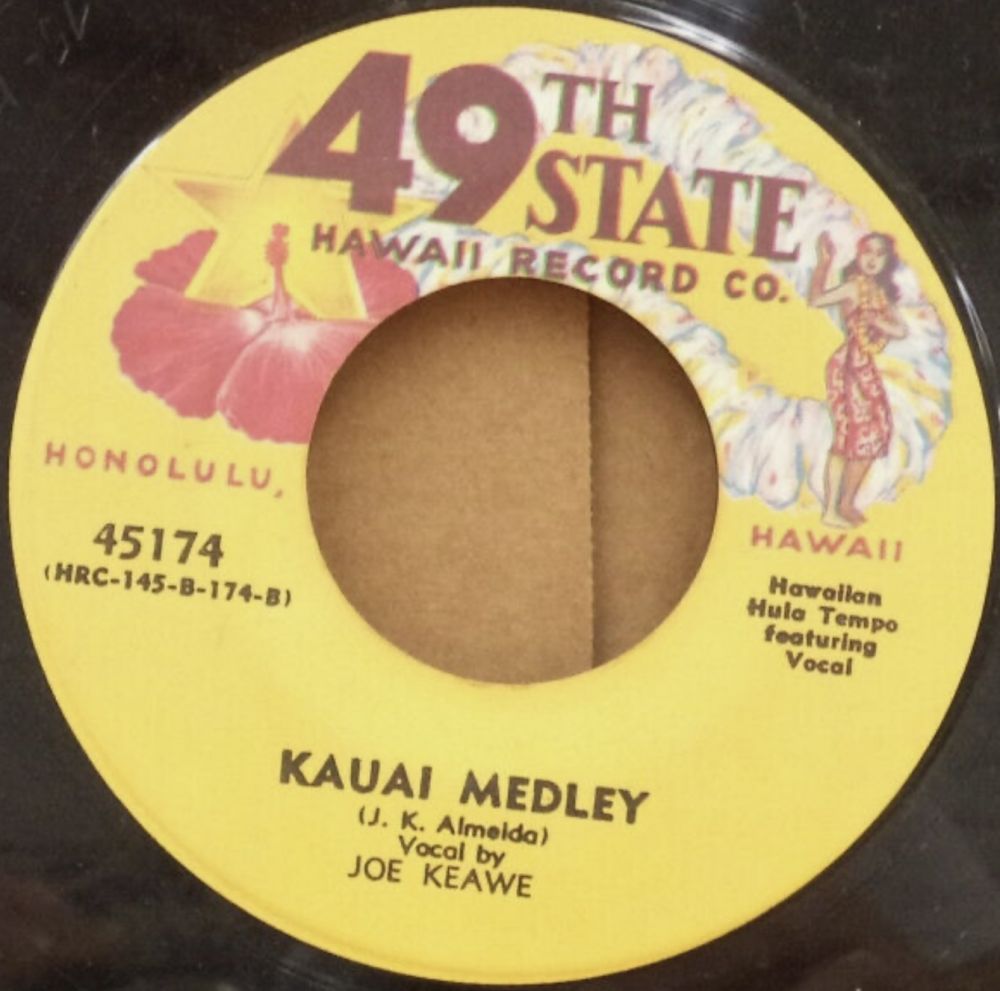 49TH
STATE
HAWAII RECORD CO.
HONOLULU,
HAWAII
45174
(HRC-145-B-174-B)
Hawaiian
Hula Tempo
featuring
Vocal
KAUAI MEDLEY
(J. K. Almeida)
Vocal by
JOE KEAWE